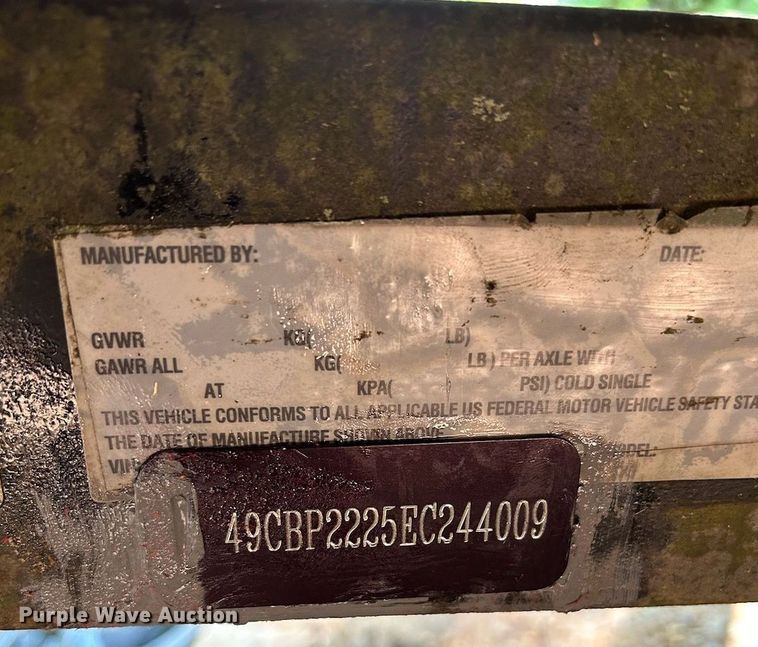 MANUFACTURED BY: DATE:
GVWR KG( LB)
GAWR ALL KG( LB) PER AXLE WITH
AT KPA( PSI) COLD SINGLE
THIS VEHICLE CONFORMS TO ALL APPLICABLE US FEDERAL MOTOR VEHICLE SAFETY STA
THE DATE OF MANUFACTURE SHOWN ABOVE
49CBP2225EC244009
Purple Wave Auction